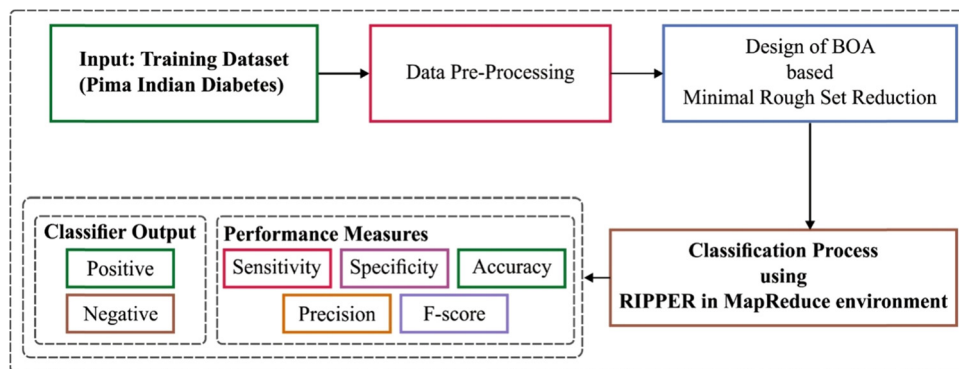 Input: Training Dataset
(Pima Indian Diabetes)
Data Pre-Processing
Design of BOA
based
Minimal Rough Set Reduction
Classification Process
using
RIPPER in MapReduce environment
Classifier Output
Positive
Negative
Performance Measures
Sensitivity
Specificity
Accuracy
Precision
F-score